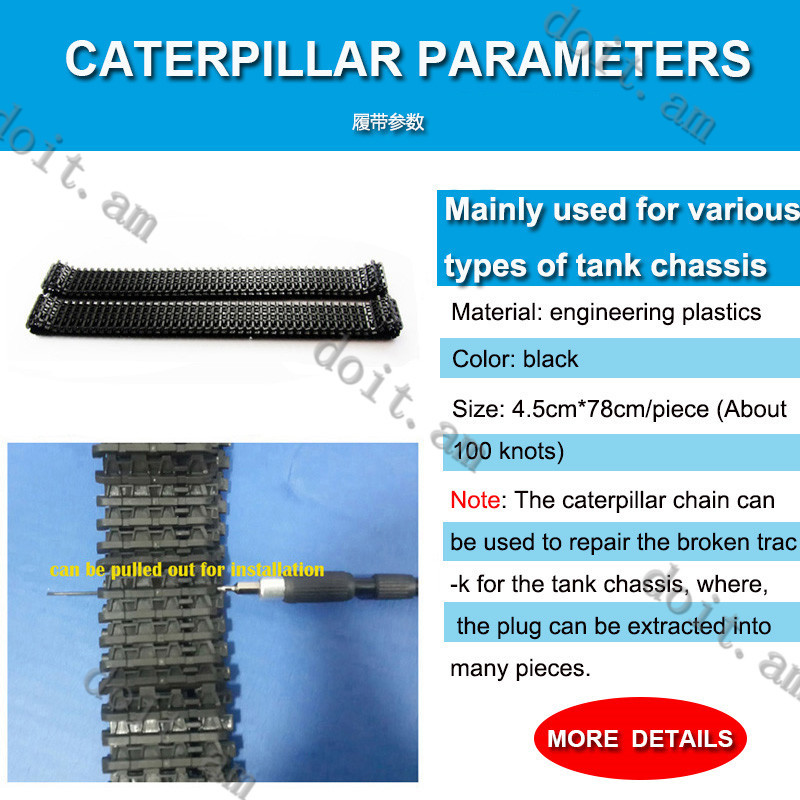 CATERPILLAR PARAMETERS
履带参数
doit.am
doit.am
Mainly used for various
types of tank chassis
Material: engineering plastics
Color: black
Size: 4.5cm*78cm/piece (About
100 knots)
doit.am
Note: The caterpillar chain can
be used to repair the broken trac
-k for the tank chassis, where,
the plug can be extracted into
many pieces.
can be pulled out for installation
doit.am
doit.am
MORE DETAILS